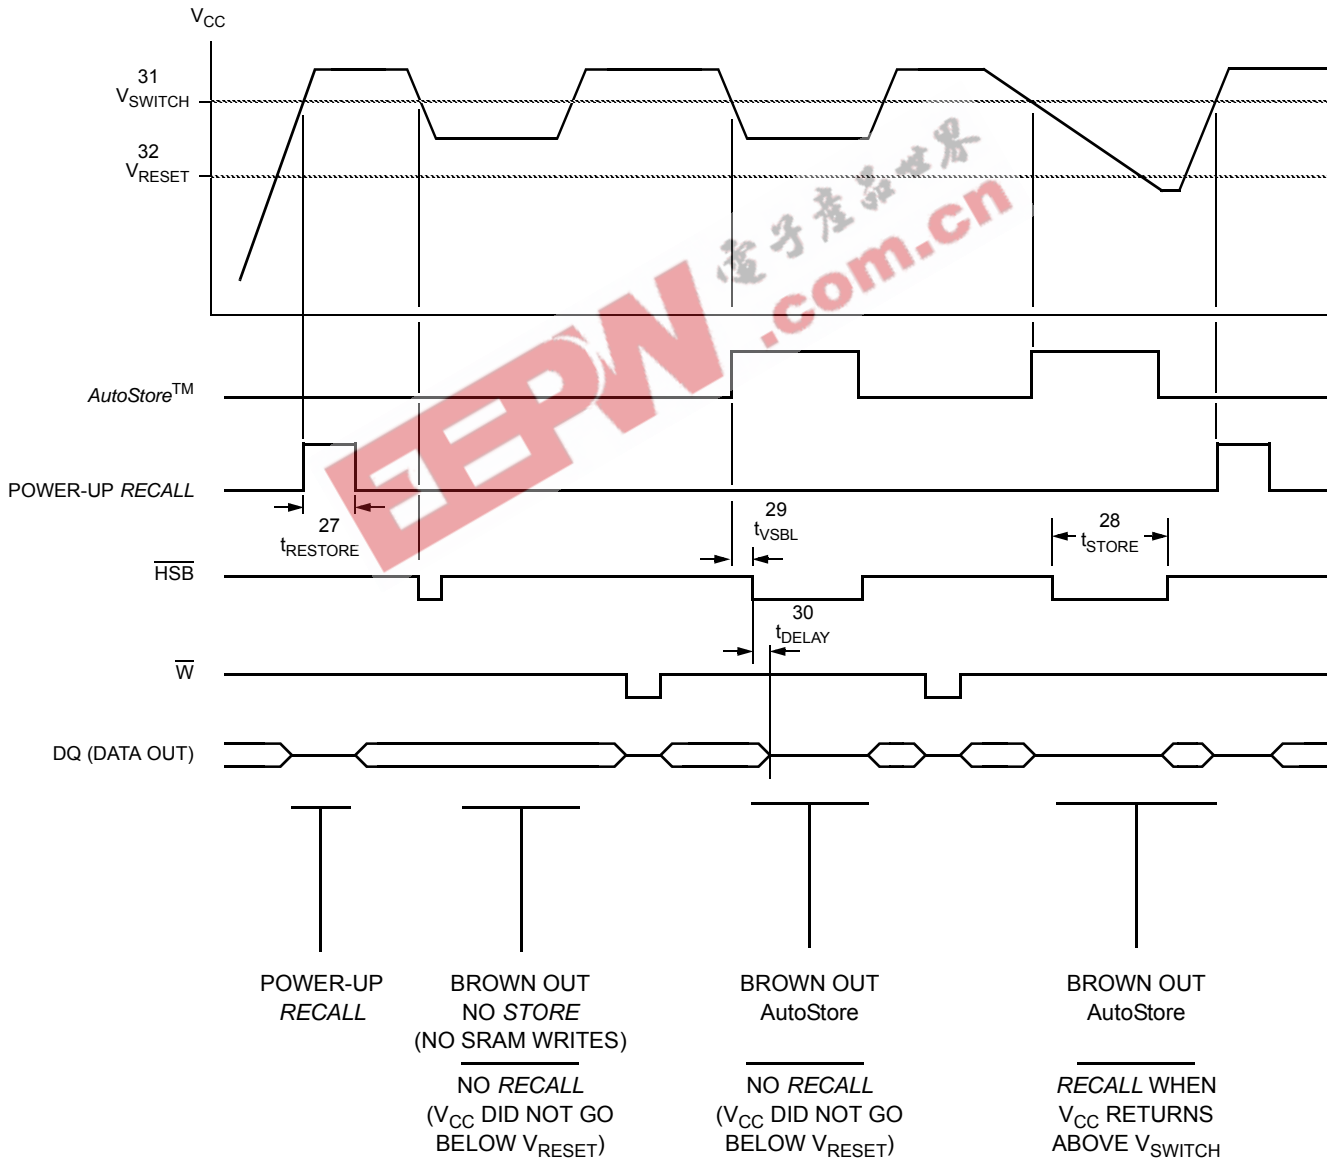 VCC
31
VSWITCH
32
VRESET
電子產品世界
EEPW
.com.cn
AutoStore™
POWER-UP RECALL
27
tRESTORE
29
tVSBL
28
tSTORE
HSB
30
tDELAY
W
DQ (DATA OUT)
POWER-UP
RECALL
BROWN OUT
NO STORE
(NO SRAM WRITES)
NO RECALL
(VCC DID NOT GO
BELOW VRESET)
BROWN OUT
AutoStore
NO RECALL
(VCC DID NOT GO
BELOW VRESET)
BROWN OUT
AutoStore
RECALL WHEN
VCC RETURNS
ABOVE VSWITCH